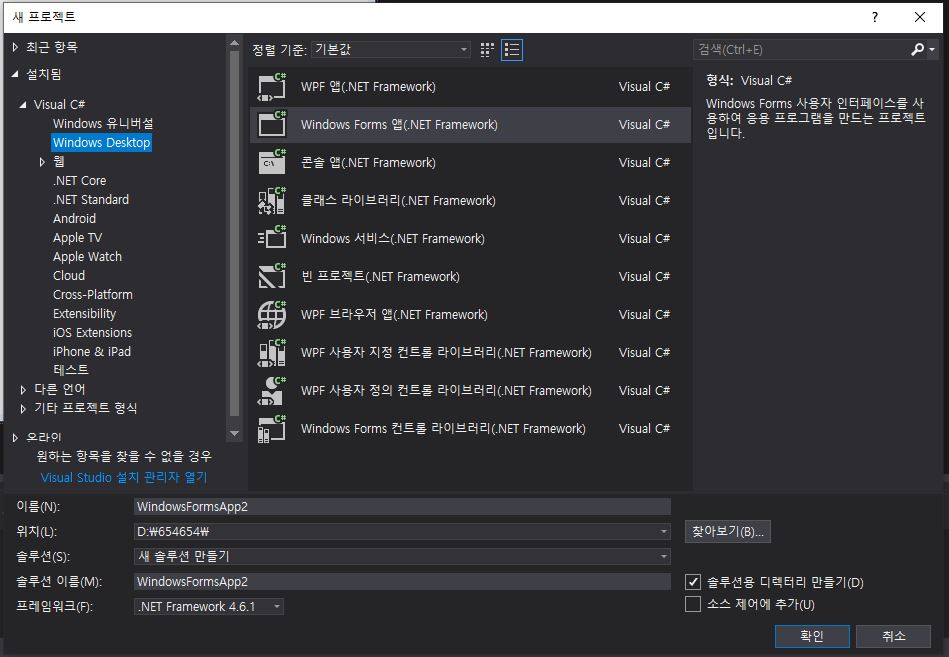 새 프로젝트
최근 항목
설치됨
Visual C#
Windows 유니버설
Windows Desktop
웹
.NET Core
.NET Standard
Android
Apple TV
Apple Watch
Cloud
Cross-Platform
Extensibility
iOS Extensions
iPhone & iPad
테스트
다른 언어
기타 프로젝트 형식
온라인
원하는 항목을 찾을 수 없을 경우
Visual Studio 설치 관리자 열기
정렬 기준: 기본값
WPF 앱(.NET Framework) Visual C#
Windows Forms 앱(.NET Framework) Visual C#
콘솔 앱(.NET Framework) Visual C#
클래스 라이브러리(.NET Framework) Visual C#
Windows 서비스(.NET Framework) Visual C#
빈 프로젝트(.NET Framework) Visual C#
WPF 브라우저 앱(.NET Framework) Visual C#
WPF 사용자 지정 컨트롤 라이브러리(.NET Framework) Visual C#
WPF 사용자 정의 컨트롤 라이브러리(.NET Framework) Visual C#
Windows Forms 컨트롤 라이브러리(.NET Framework) Visual C#
검색(Ctrl+E)
형식: Visual C#
Windows Forms 사용자 인터페이스를 사
용하여 응용 프로그램을 만드는 프로젝트
입니다.
이름(N): WindowsFormsApp2
위치(L): D:₩654654₩ 찾아보기(B)...
솔루션(S): 새 솔루션 만들기
솔루션 이름(M): WindowsFormsApp2 솔루션용 디렉터리 만들기(D)
프레임워크(F): .NET Framework 4.6.1 소스 제어에 추가(U)
확인 취소